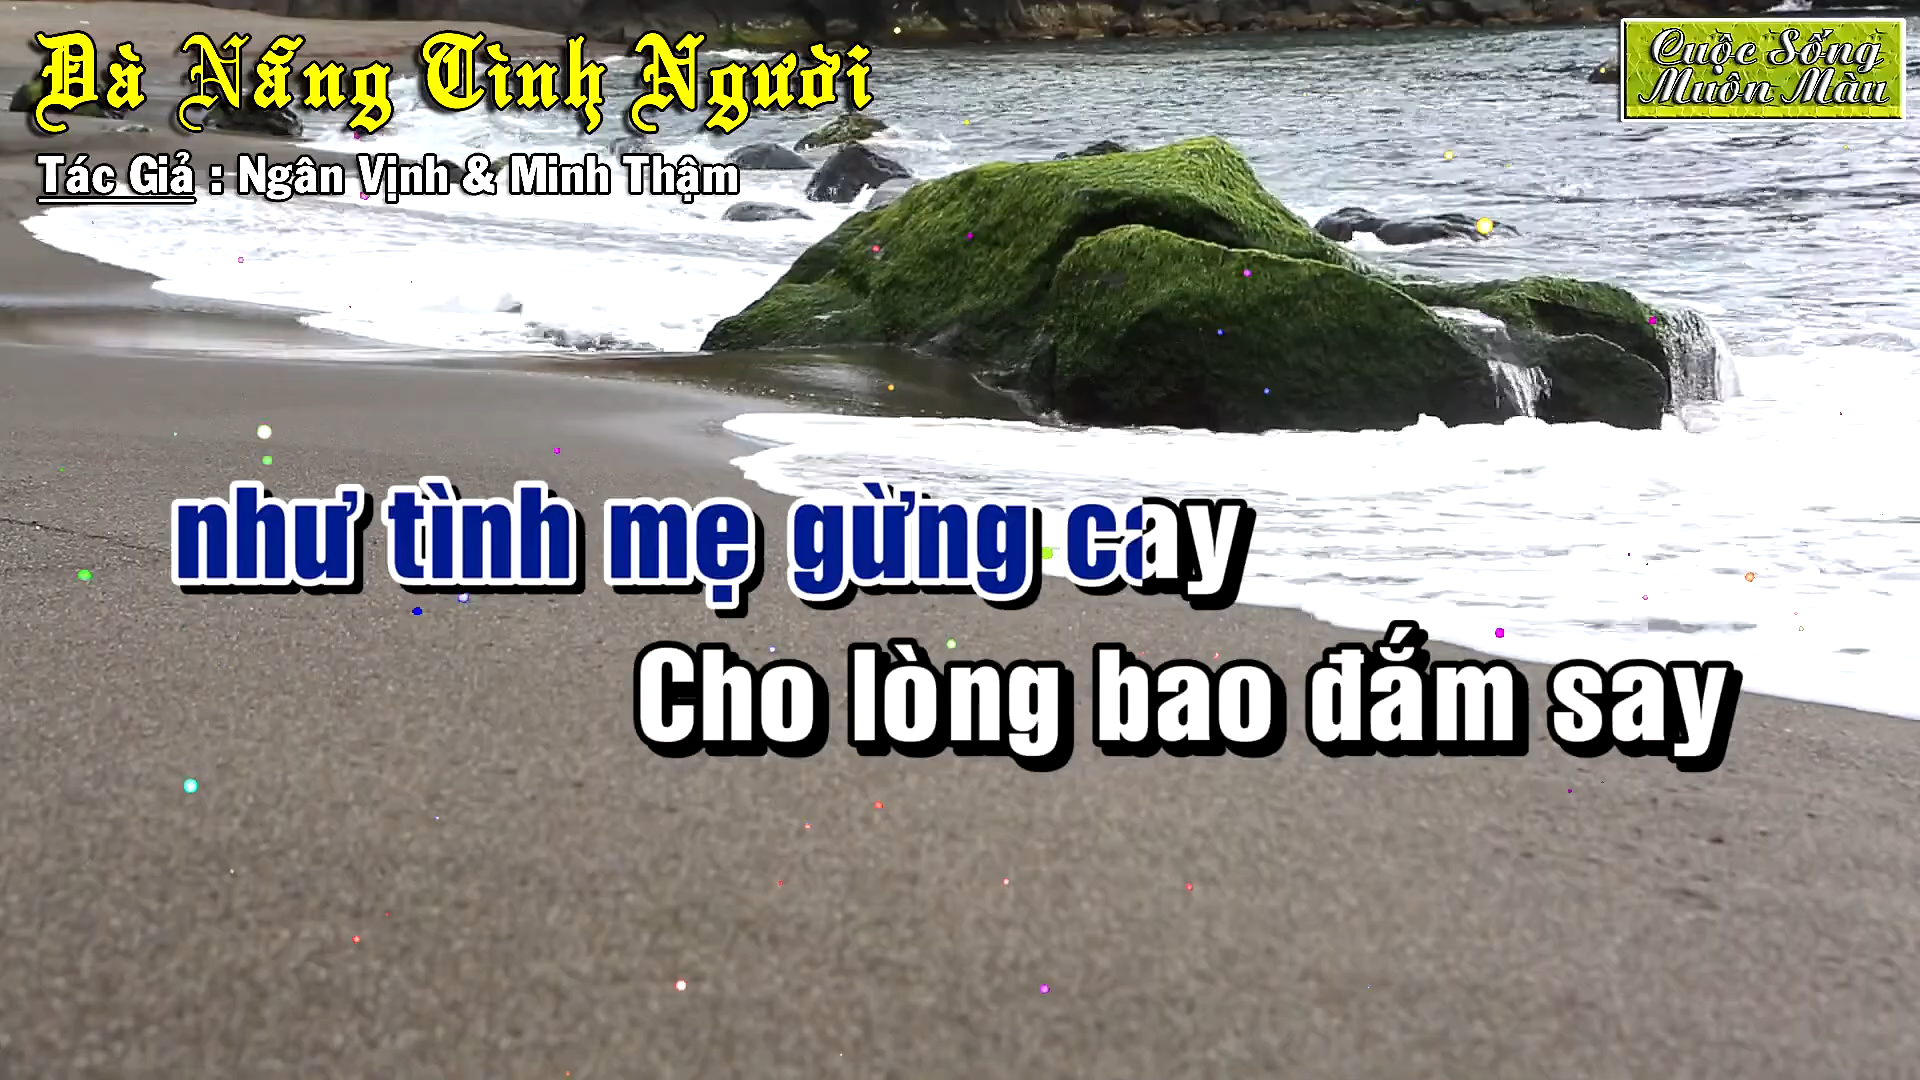 Đà Nẵng Tình Người
Tác Giả : Ngân Vịnh & Minh Thậm
Cuộc Sống
Muôn Màu
như tình mẹ gừng cay
Cho lòng bao đắm say